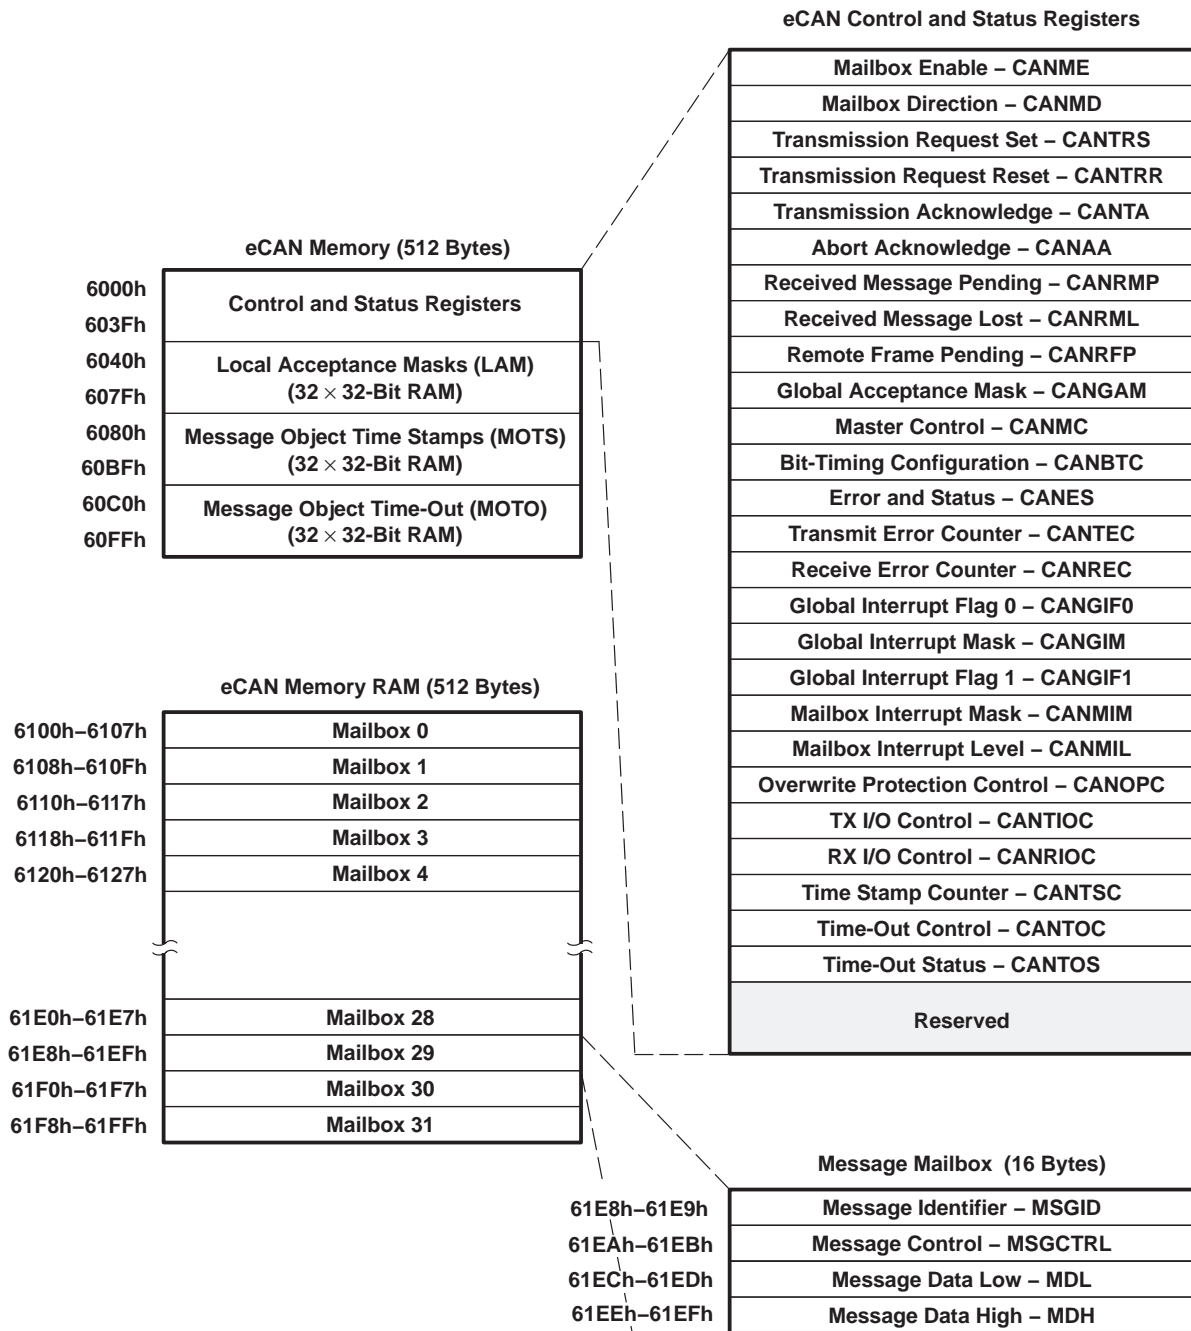 eCAN Control and Status Registers
Mailbox Enable – CANME
Mailbox Direction – CANMD
Transmission Request Set – CANTRS
Transmission Request Reset – CANTRR
Transmission Acknowledge – CANTA
Abort Acknowledge – CANAA
Received Message Pending – CANRMP
Received Message Lost – CANRML
Remote Frame Pending – CANRFP
Global Acceptance Mask – CANGAM
Master Control – CANMC
Bit-Timing Configuration – CANBTC
Error and Status – CANES
Transmit Error Counter – CANTEC
Receive Error Counter – CANREC
Global Interrupt Flag 0 – CANGIF0
Global Interrupt Mask – CANGIM
Global Interrupt Flag 1 – CANGIF1
Mailbox Interrupt Mask – CANMIM
Mailbox Interrupt Level – CANMIL
Overwrite Protection Control – CANOPC
TX I/O Control – CANTIOC
RX I/O Control – CANRIOC
Time Stamp Counter – CANTSC
Time-Out Control – CANTOC
Time-Out Status – CANTOS
Reserved
eCAN Memory (512 Bytes)
6000h
Control and Status Registers
603Fh
6040h
Local Acceptance Masks (LAM)
(32 × 32-Bit RAM)
607Fh
6080h
Message Object Time Stamps (MOTS)
(32 × 32-Bit RAM)
60BFh
60C0h
Message Object Time-Out (MOTO)
(32 × 32-Bit RAM)
60FFh
eCAN Memory RAM (512 Bytes)
6100h–6107h Mailbox 0
6108h–610Fh Mailbox 1
6110h–6117h Mailbox 2
6118h–611Fh Mailbox 3
6120h–6127h Mailbox 4
61E0h–61E7h Mailbox 28
61E8h–61EFh Mailbox 29
61F0h–61F7h Mailbox 30
61F8h–61FFh Mailbox 31
Message Mailbox (16 Bytes)
61E8h–61E9h Message Identifier – MSGID
61EAh–61EBh Message Control – MSGCTRL
61ECh–61EDh Message Data Low – MDL
61EEh–61EFh Message Data High – MDH